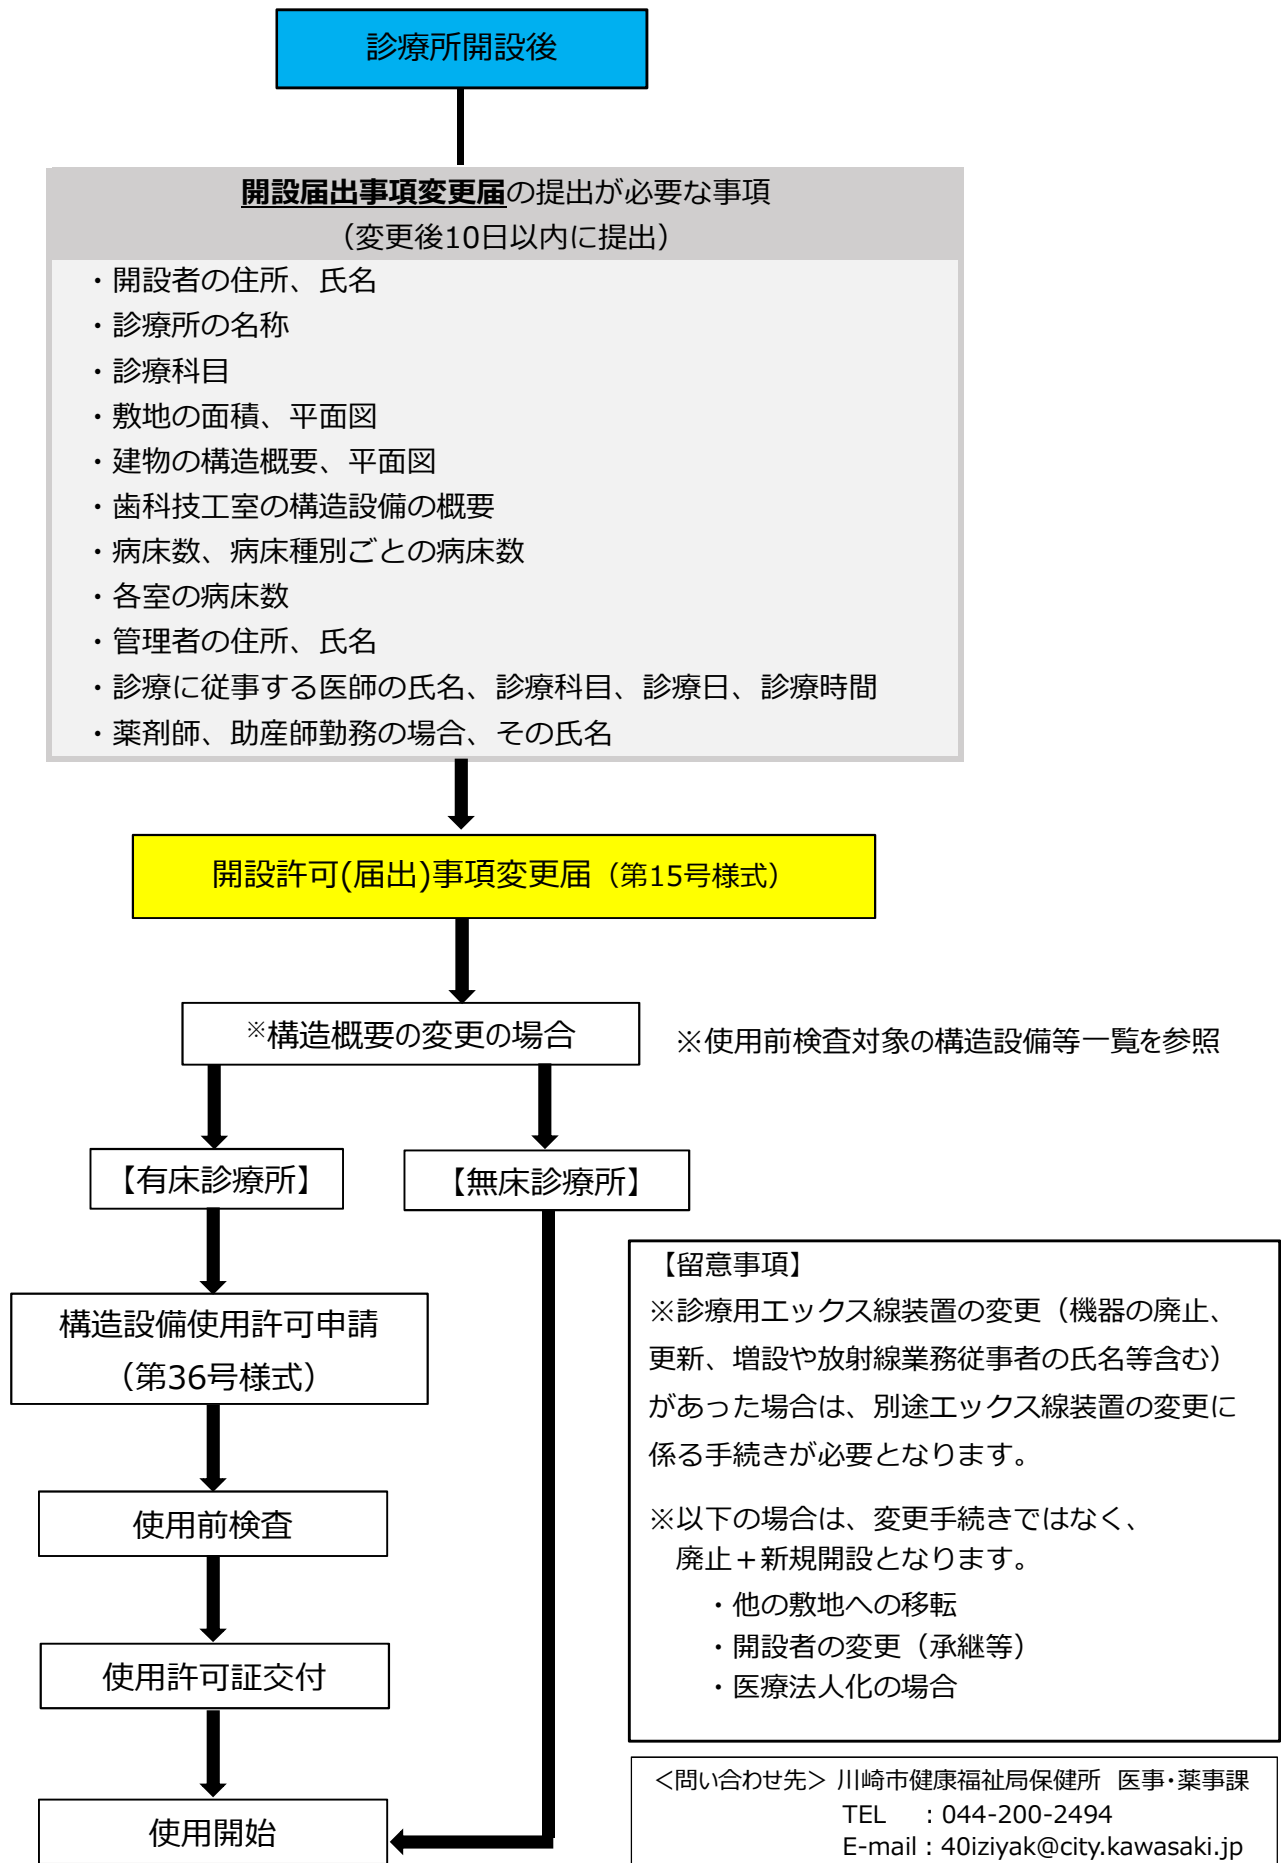 診療所開設後
開設届出事項変更届の提出が必要な事項
（変更後10日以内に提出）
・開設者の住所、氏名
・診療所の名称
・診療科目
・敷地の面積、平面図
・建物の構造概要、平面図
・歯科技工室の構造設備の概要
・病床数、病床種別ごとの病床数
・各室の病床数
・管理者の住所、氏名
・診療に従事する医師の氏名、診療科目、診療日、診療時間
・薬剤師、助産師勤務の場合、その氏名
開設許可(届出)事項変更届（第15号様式）
※構造概要の変更の場合
※使用前検査対象の構造設備等一覧を参照
【有床診療所】
【無床診療所】
構造設備使用許可申請
（第36号様式）
使用前検査
使用許可証交付
使用開始
【留意事項】
※診療用エックス線装置の変更（機器の廃止、
更新、増設や放射線業務従事者の氏名等含む）
があった場合は、別途エックス線装置の変更に
係る手続きが必要となります。
※以下の場合は、変更手続きではなく、
廃止＋新規開設となります。
・他の敷地への移転
・開設者の変更（承継等）
・医療法人化の場合
＜問い合わせ先＞ 川崎市健康福祉局保健所 医事・薬事課
TEL ：044-200-2494
E-mail：40iziyak@city.kawasaki.jp